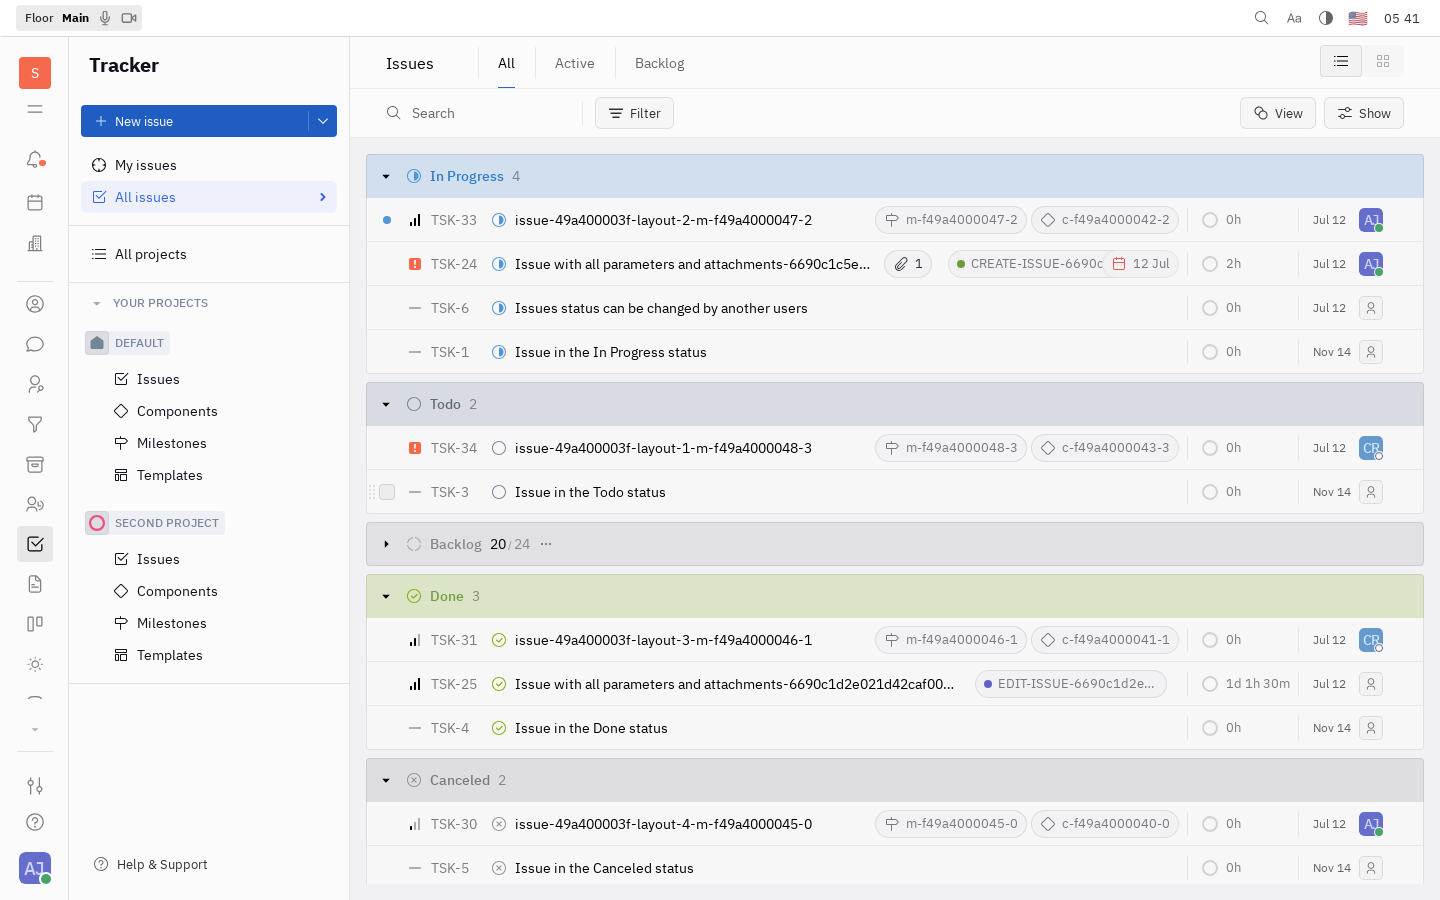 Floor Main
Aa
05 41
S
Tracker
New issue
My issues
All issues
All projects
YOUR PROJECTS
DEFAULT
Issues
Components
Milestones
Templates
SECOND PROJECT
Issues
Components
Milestones
Templates
Help & Support
AJ
Issues
All
Active
Backlog
Search
Filter
View
Show
In Progress 4
TSK-33 issue-49a400003f-layout-2-m-f49a4000047-2 m-f49a4000047-2 c-f49a4000042-2 0h Jul 12 AJ
TSK-24 Issue with all parameters and attachments-6690c1c5e... 1 CREATE-ISSUE-6690c 12 Jul 2h Jul 12 AJ
TSK-6 Issues status can be changed by another users 0h Jul 12
TSK-1 Issue in the In Progress status 0h Nov 14
Todo 2
TSK-34 issue-49a400003f-layout-1-m-f49a4000048-3 m-f49a4000048-3 c-f49a4000043-3 0h Jul 12 CR
TSK-3 Issue in the Todo status 0h Nov 14
Backlog 20/24 ...
Done 3
TSK-31 issue-49a400003f-layout-3-m-f49a4000046-1 m-f49a4000046-1 c-f49a4000041-1 0h Jul 12 CR
TSK-25 Issue with all parameters and attachments-6690c1d2e021d42caf00... EDIT-ISSUE-6690c1d2e... 1d 1h 30m Jul 12
TSK-4 Issue in the Done status 0h Nov 14
Canceled 2
TSK-30 issue-49a400003f-layout-4-m-f49a4000045-0 m-f49a4000045-0 c-f49a4000040-0 0h Jul 12 AJ
TSK-5 Issue in the Canceled status 0h Nov 14